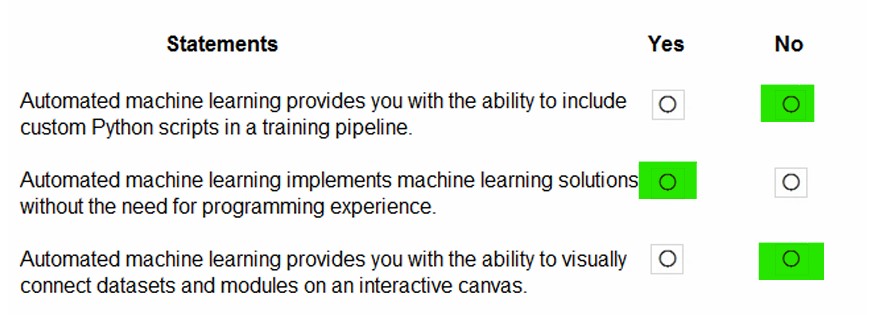 Statements Yes No
Automated machine learning provides you with the ability to include
custom Python scripts in a training pipeline.
Automated machine learning implements machine learning solutions
without the need for programming experience.
Automated machine learning provides you with the ability to visually
connect datasets and modules on an interactive canvas.